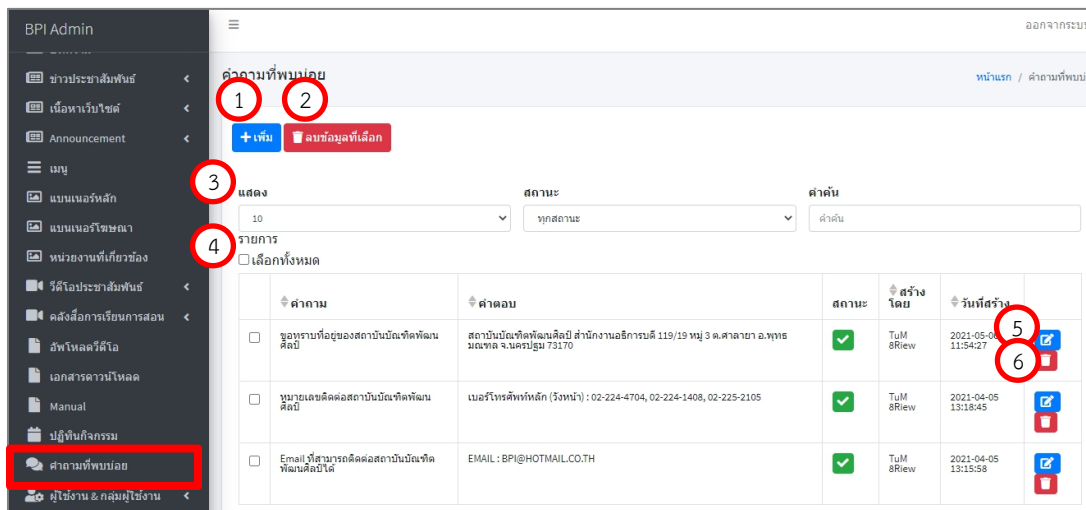 BPI Admin
ออกจากระบบ
ข่าวประชาสัมพันธ์
เนื้อหาเว็บไซต์
Announcement
เมนู
แบนเนอร์หลัก
แบนเนอร์โฆษณา
หน่วยงานที่เกี่ยวข้อง
วีดีโอประชาสัมพันธ์
คลังสื่อการเรียนการสอน
อัพโหลดวีดีโอ
เอกสารดาวน์โหลด
Manual
ปฏิทินกิจกรรม
คำถามที่พบบ่อย
ผู้ใช้งาน & กลุ่มผู้ใช้งาน
คำถามที่พบบ่อย
หน้าแรก / คำถามที่พบบ่
1 2
+ เพิ่ม ลบข้อมูลที่เลือก
3
แสดง สถานะ คำค้น
10 ทุกสถานะ คำค้น
4
รายการ
เลือกทั้งหมด
คำถาม คำตอบ สถานะ สร้างโดย วันที่สร้าง
ขอทราบที่อยู่ของสถาบันบัณฑิตพัฒน
ศิลป์
สถาบันบัณฑิตพัฒนศิลป์ สำนักงานอธิการบดี 119/19 หมู่ 3 ต.ศาลายา อ.พุทธ
มณฑล จ.นครปฐม 73170
TuM
8Riew
11:54:27
5
6
หมายเลขติดต่อสถาบันบัณฑิตพัฒน
ศิลป์
เบอร์โทรศัพท์หลัก (วังหน้า) : 02-224-4704, 02-224-1408, 02-225-2105
TuM
8Riew
2021-04-05
13:18:45
Email ที่สามารถติดต่อสถาบันบัณฑิต
พัฒนศิลป์ได้
EMAIL : BPI@HOTMAIL.CO.TH
TuM
8Riew
2021-04-05
13:15:58